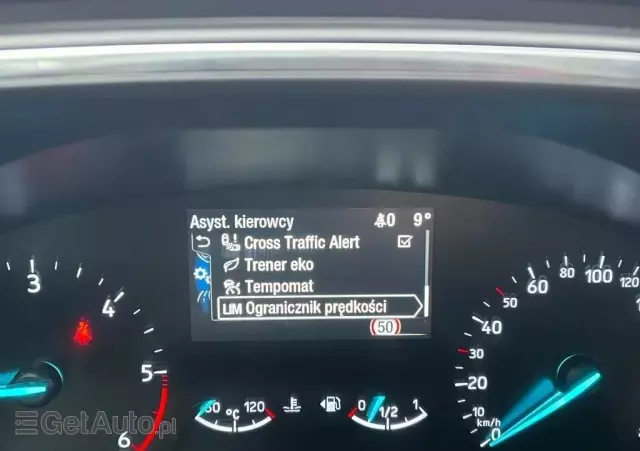 Asyst. kierowcy 0 9°
Cross Traffic Alert
Trener eko
Tempomat
LIM Ogranicznik prędkości
50
3
4
5
6
°C 120
0 1/2 1
0
10
20
30
40
50
60
80
100
120
km/h
GetAuto.pl